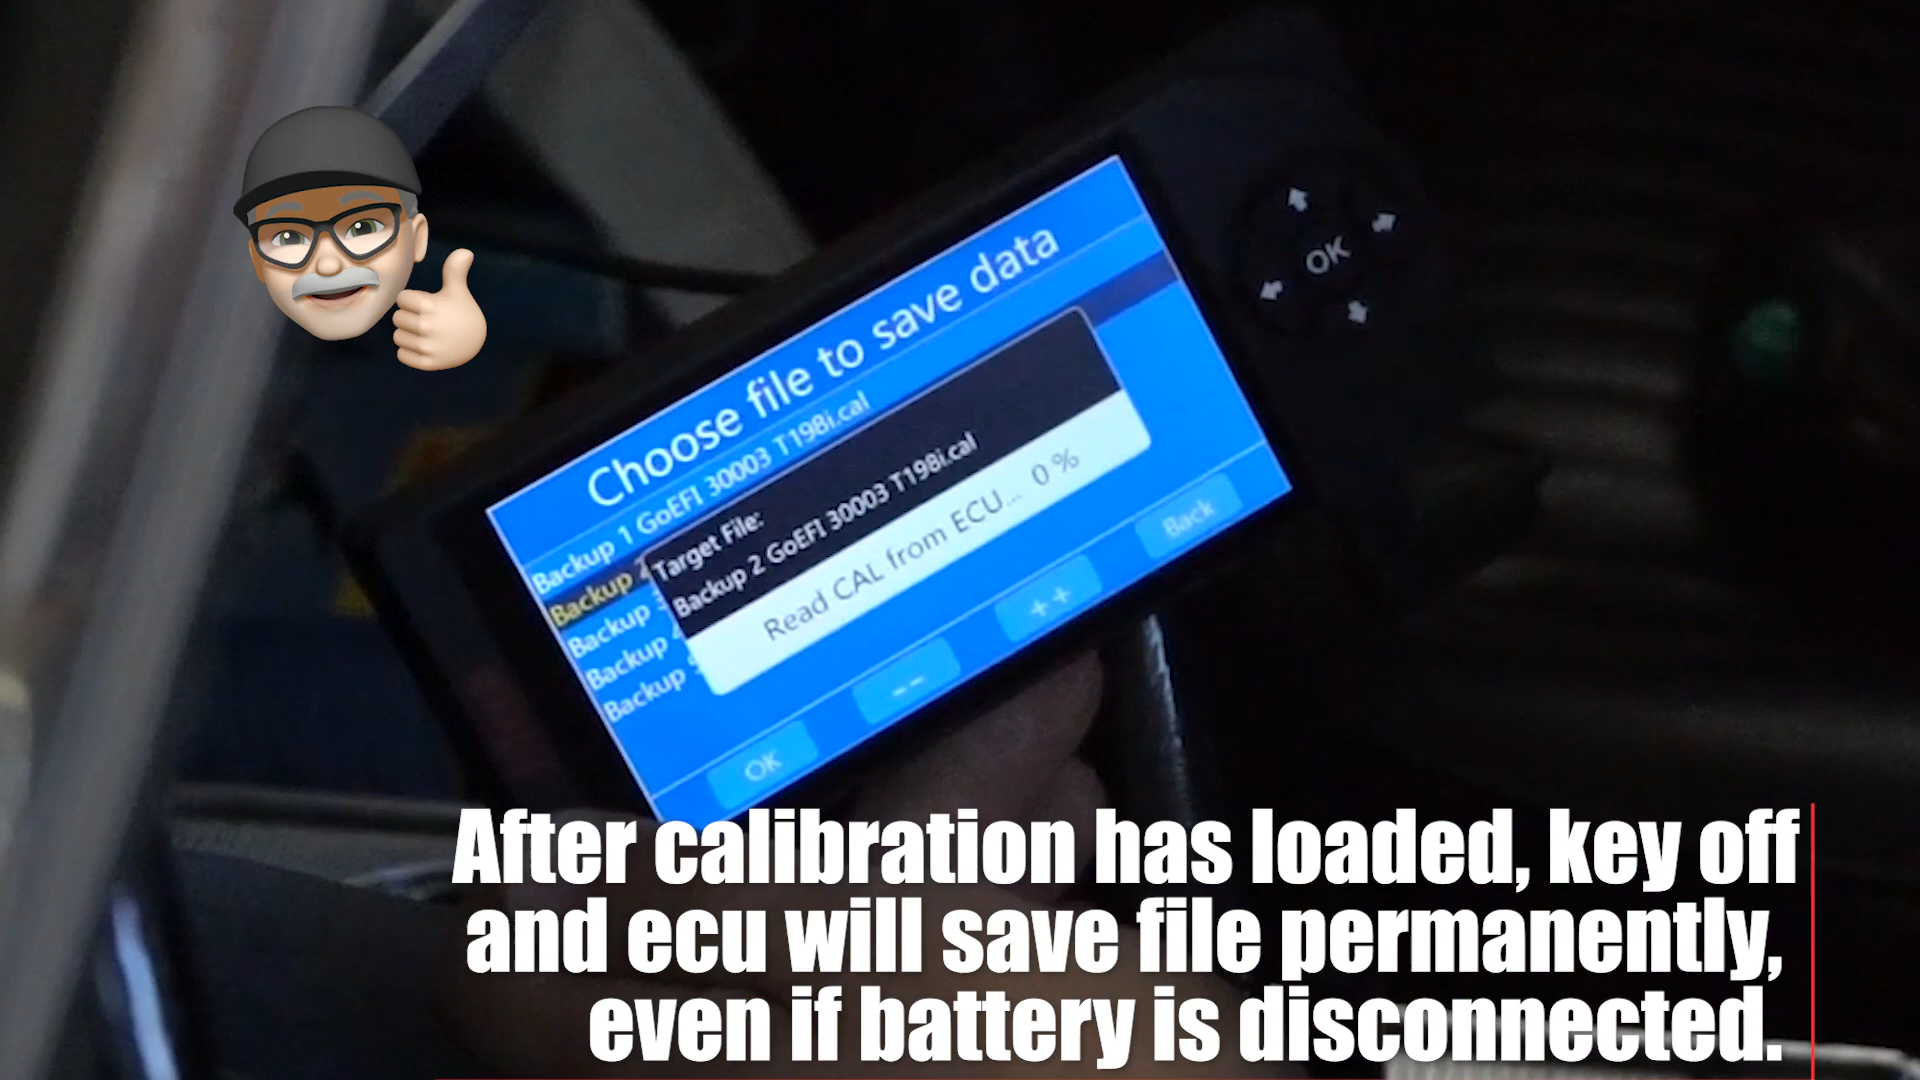 Choose file to save data
Backup 1 GoEFI 30003 T198i.cal
Backup 2
Backup
Backup
Backup
Target File:
Backup 2 GoEFI 30003 T198i.cal
Read CAL from ECU... 0 %
OK
--
++
Back
OK
After calibration has loaded, key off
and ecu will save file permanently,
even if battery is disconnected.